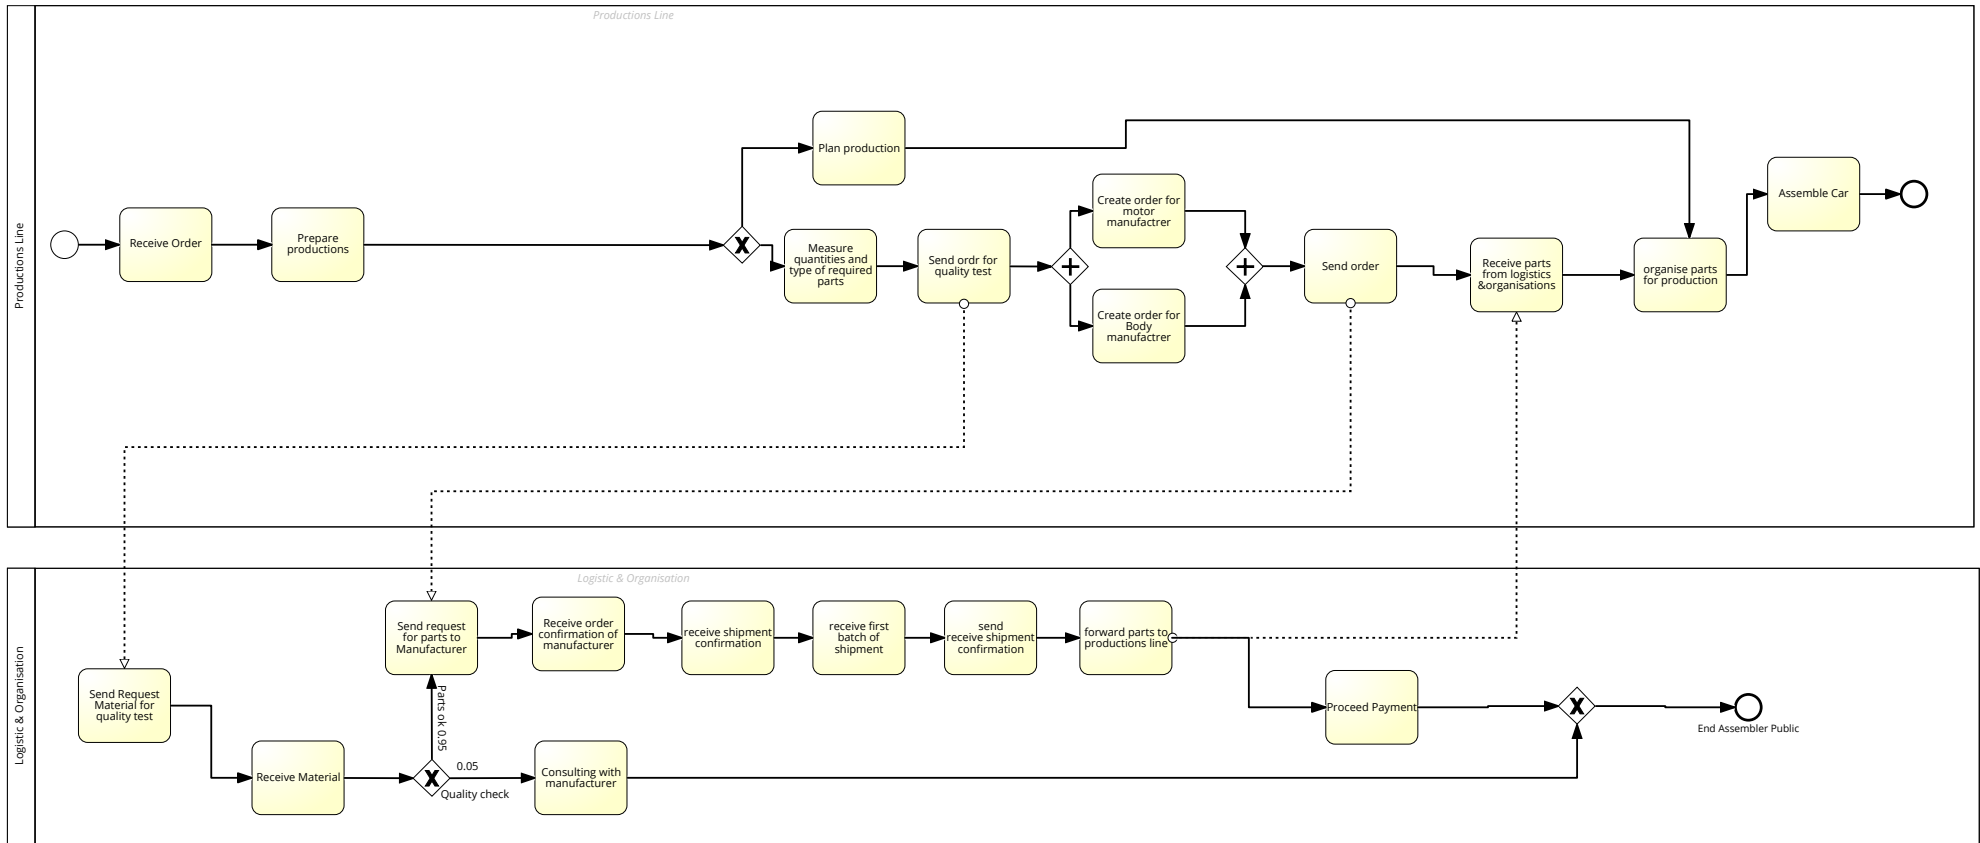 Productions Line
Productions Line
Receive Order
Prepare
productions
Plan production
Measure
quantities and
type of required
parts
Send ordr for
quality test
Create order for
motor
manufactrer
Create order for
Body
manufactrer
Send order
Receive parts
from logistics
&organisations
organise parts
for production
Assemble Car
Logistic & Organisation
Logistic & Organisation
Send Request
Material for
quality test
Receive Material
Parts ok 0.95
0.05
Quality check
Send request
for parts to
Manufacturer
Receive order
confirmation of
manufacturer
receive shipment
confirmation
receive first
batch of
shipment
send
receive shipment
confirmation
forward parts to
productions line
Consulting with
manufacturer
Proceed Payment
End Assembler Public